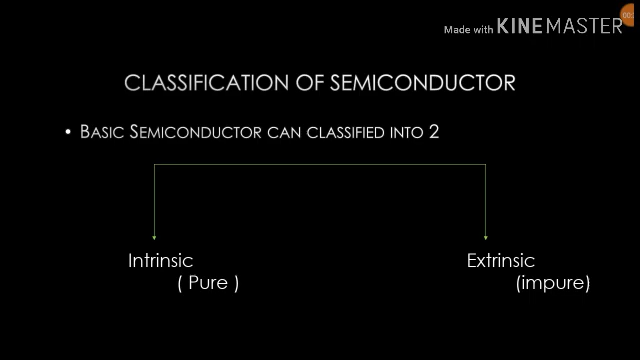 Made with KINEMASTER
CLASSIFICATION OF SEMICONDUCTOR
• BASIC SEMICONDUCTOR CAN CLASSIFIED INTO 2
Intrinsic
( Pure )
Extrinsic
(impure)